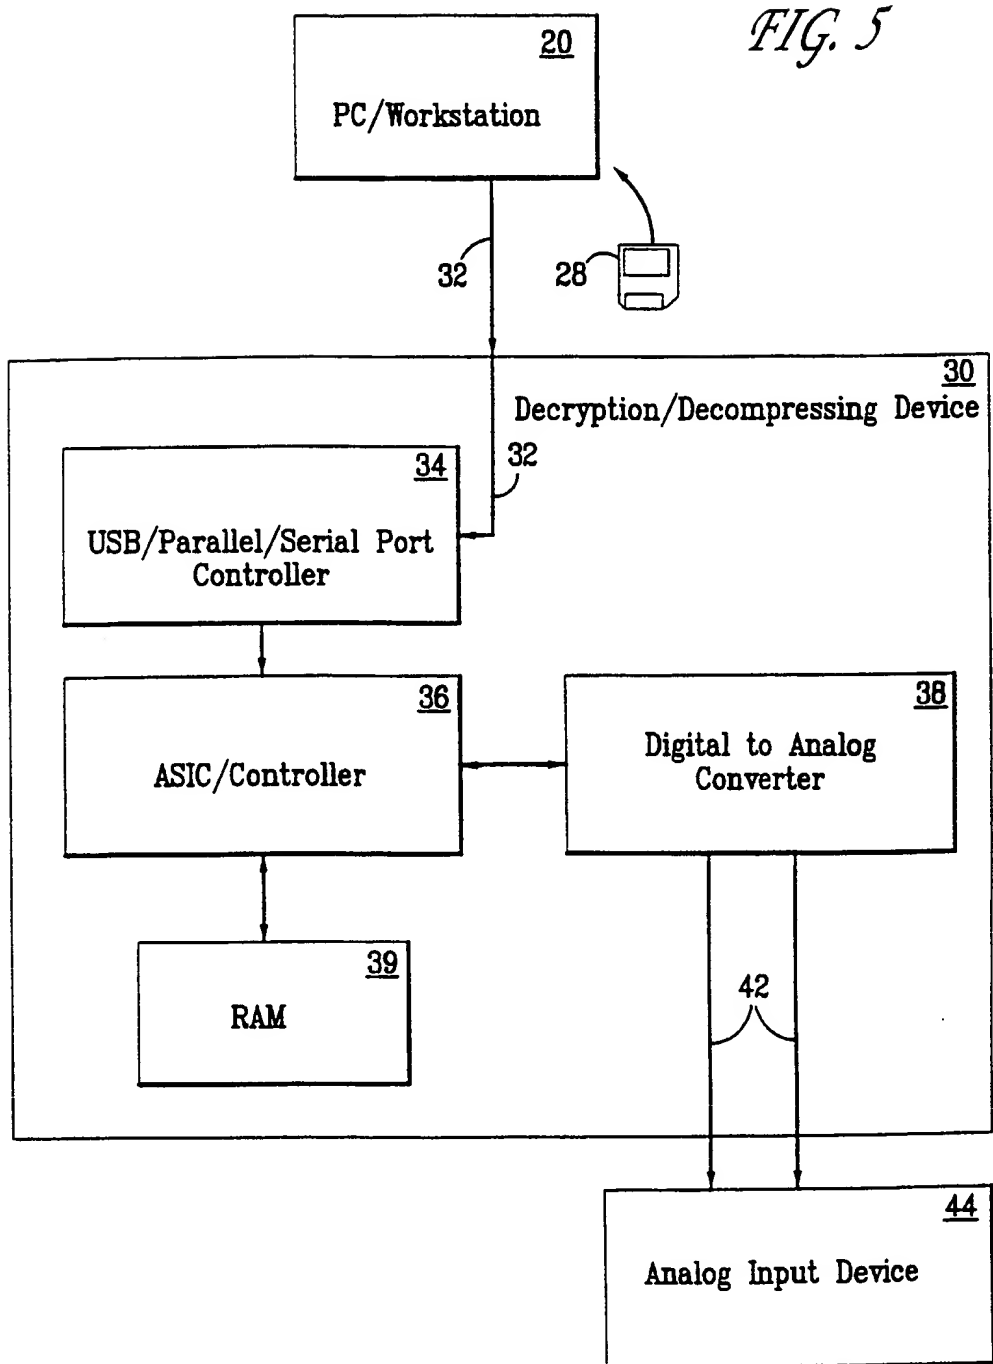 FIG. 5
20
PC/Workstation
32
28
30
Decryption/Decompressing Device
32
34
USB/Parallel/Serial Port
Controller
36
ASIC/Controller
38
Digital to Analog
Converter
39
RAM
42
44
Analog Input Device